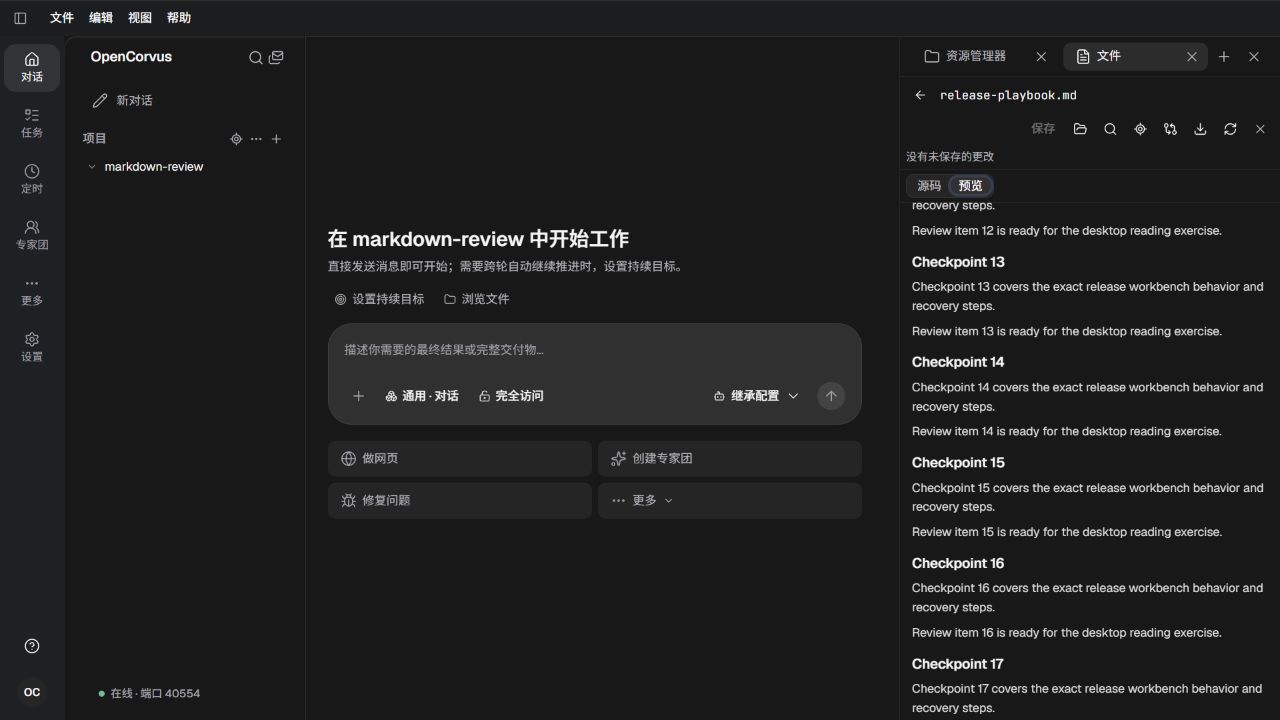 文件 编辑 视图 帮助
对话
任务
定时
专家团
更多
设置
OC
OpenCorvus
新对话
项目
markdown-review
在线 · 端口 40554
在 markdown-review 中开始工作
直接发送消息即可开始；需要跨轮自动继续推进时，设置持续目标。
设置持续目标 浏览文件
描述你需要的最终结果或完整交付物...
通用 · 对话 完全访问 继承配置
做网页 创建专家团
修复问题 更多
资源管理器 文件
release-playbook.md
保存
没有未保存的更改
源码 预览
recovery steps.
Review item 12 is ready for the desktop reading exercise.
Checkpoint 13
Checkpoint 13 covers the exact release workbench behavior and
recovery steps.
Review item 13 is ready for the desktop reading exercise.
Checkpoint 14
Checkpoint 14 covers the exact release workbench behavior and
recovery steps.
Review item 14 is ready for the desktop reading exercise.
Checkpoint 15
Checkpoint 15 covers the exact release workbench behavior and
recovery steps.
Review item 15 is ready for the desktop reading exercise.
Checkpoint 16
Checkpoint 16 covers the exact release workbench behavior and
recovery steps.
Review item 16 is ready for the desktop reading exercise.
Checkpoint 17
Checkpoint 17 covers the exact release workbench behavior and
recovery steps.